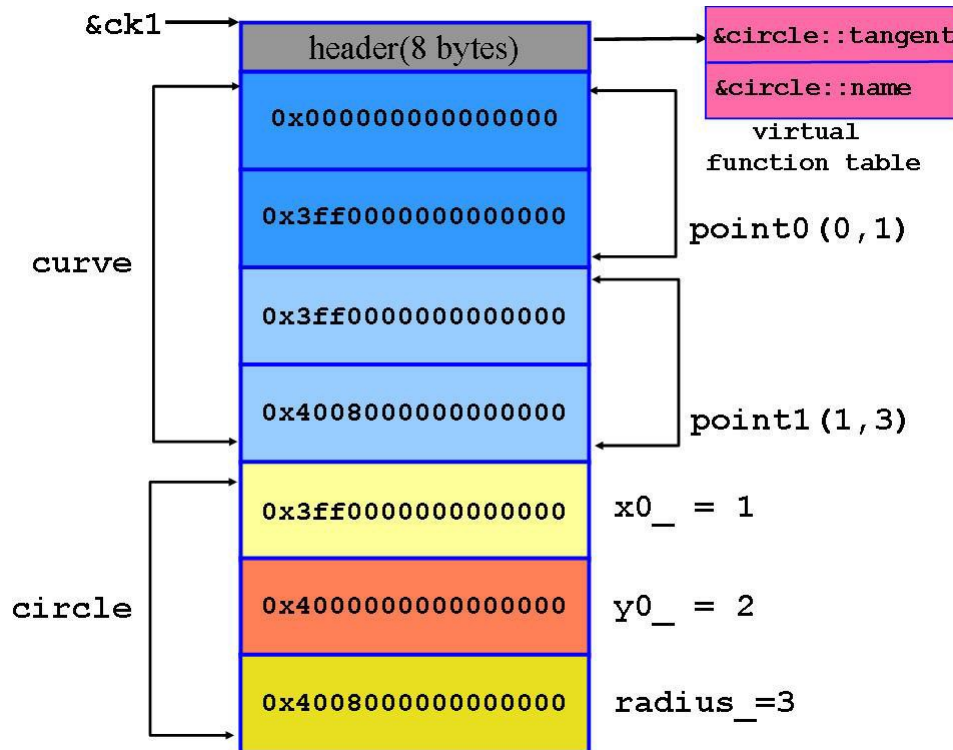 &ck1
header(8 bytes)
&circle::tangent
&circle::name
virtual
function table
0x000000000000000
0x3ff0000000000000
point0(0,1)
curve
0x3ff0000000000000
0x4008000000000000
point1(1,3)
0x3ff0000000000000
x0_ = 1
circle
0x4000000000000000
y0_ = 2
0x4008000000000000
radius_=3